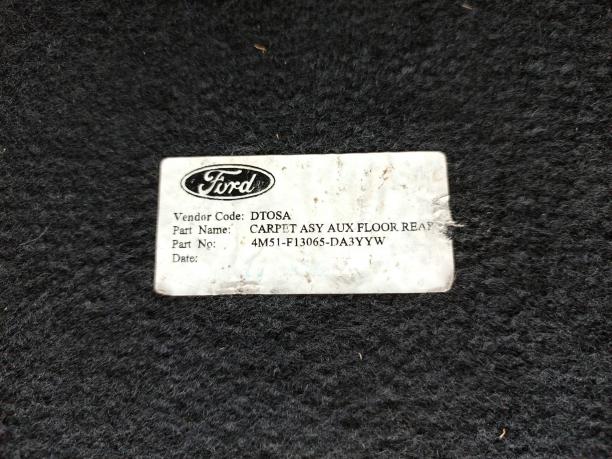 Ford
Vendor Code: DTOSA
Part Name: CARPET ASY AUX FLOOR REAR
Part No: 4M51-F13065-DA3YYW
Date: